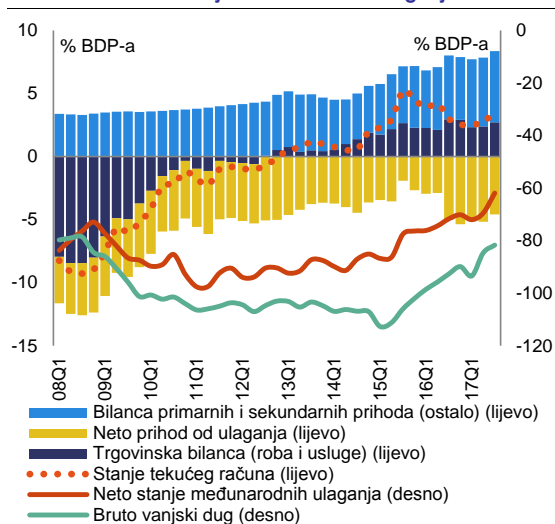 % BDP-a
% BDP-a
10
5
0
-5
-10
-15
0
-20
-40
-60
-80
-100
-120
08Q1
09Q1
10Q1
11Q1
12Q1
13Q1
14Q1
15Q1
16Q1
17Q1
Bilanca primarnih i sekundarnih prihoda (ostalo) (lijevo)
Neto prihod od ulaganja (lijevo)
Trgovinska bilanca (roba i usluge) (lijevo)
Stanje tekućeg računa (lijevo)
Neto stanje međunarodnih ulaganja (desno)
Bruto vanjski dug (desno)